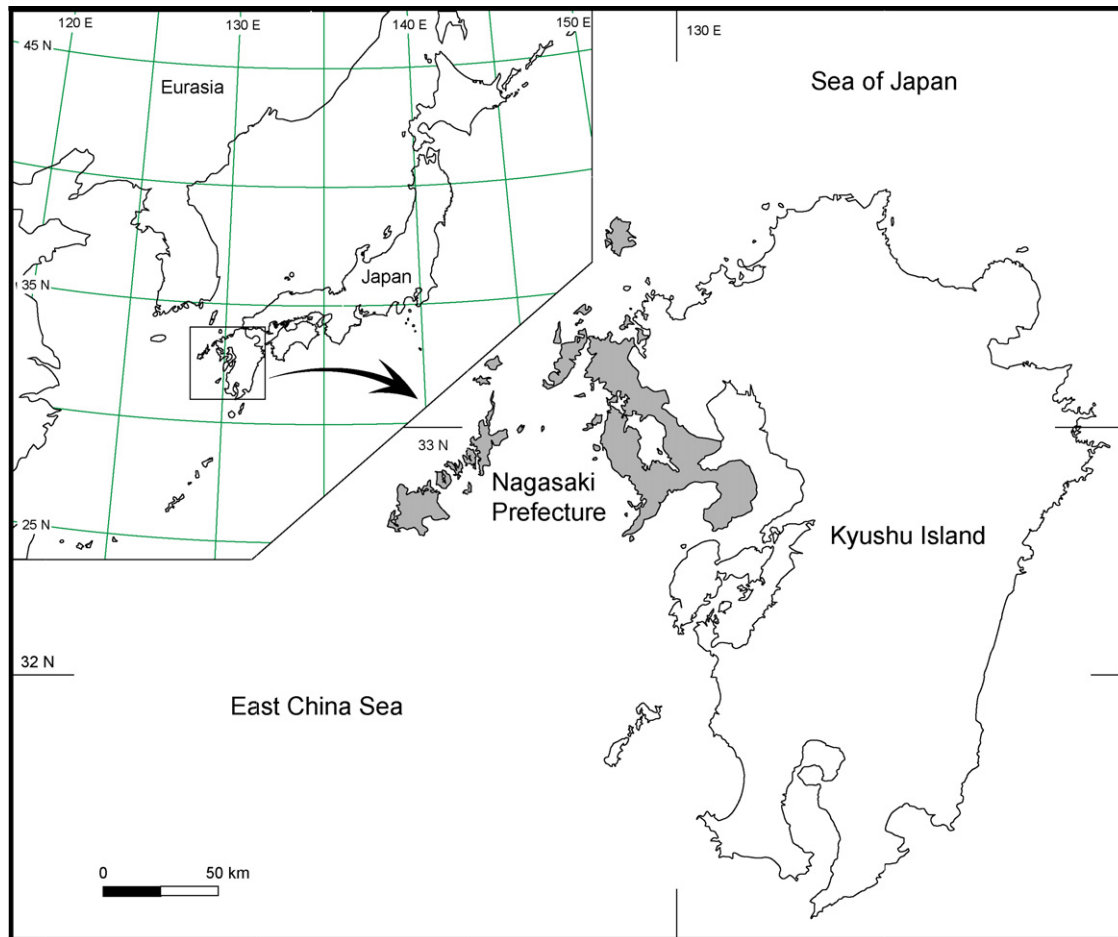 120 E
130 E
140 E
150 E
45 N
Eurasia
35 N
Japan
25 N
130 E
Sea of Japan
33 N
Nagasaki
Prefecture
Kyushu Island
32 N
East China Sea
0
50 km